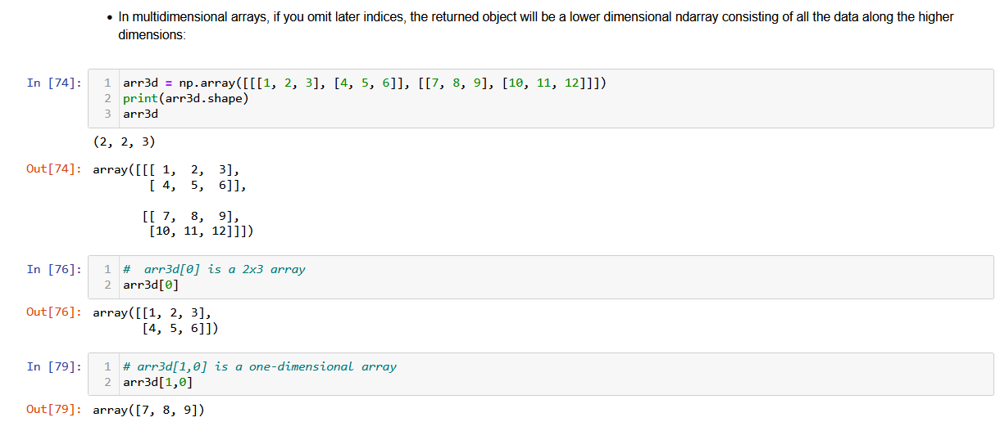 • In multidimensional arrays, if you omit later indices, the returned object will be a lower dimensional ndarray consisting of all the data along the higher
dimensions:
In [74]: 1 arr3d = np.array([[[1, 2, 3], [4, 5, 6]], [[7, 8, 9], [10, 11, 12]]])
2 print(arr3d.shape)
3 arr3d
(2, 2, 3)
Out[74]: array([[[ 1,  2,  3],
[ 4,  5,  6]],
[[ 7,  8,  9],
[10, 11, 12]]])
In [76]: 1 #  arr3d[0] is a 2x3 array
2 arr3d[0]
Out[76]: array([[1, 2, 3],
[4, 5, 6]])
In [79]: 1 # arr3d[1,0] is a one-dimensional array
2 arr3d[1,0]
Out[79]: array([7, 8, 9])